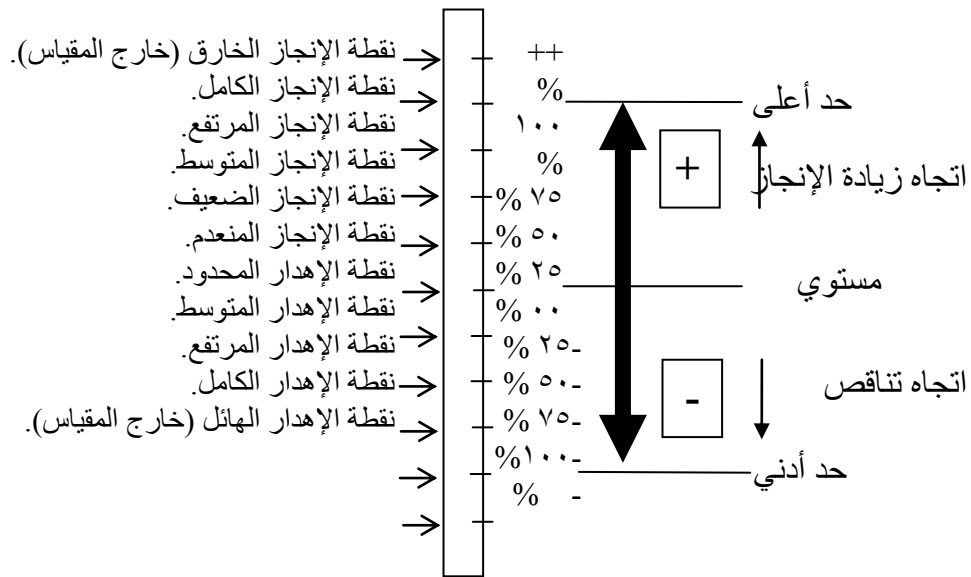 نقطة الإنجاز الخارق (خارج المقياس).
نقطة الإنجاز الكامل.
نقطة الإنجاز المرتفع.
نقطة الإنجاز المتوسط.
نقطة الإنجاز الضعيف.
نقطة الإنجاز المنعدم.
نقطة الإهدار المحدود.
نقطة الإهدار المتوسط.
نقطة الإهدار المرتفع.
نقطة الإهدار الكامل.
نقطة الإهدار الهائل (خارج المقياس).
++
%
١٠٠
%
٧٥ %
٥٠ %
٢٥ %
٠٠ %
-٢٥ %
-٥٠ %
-٧٥ %
-١٠٠%
- %
حد أعلى
+
اتجاه زيادة الإنجاز
مستوي
-
اتجاه تناقص
حد أدني